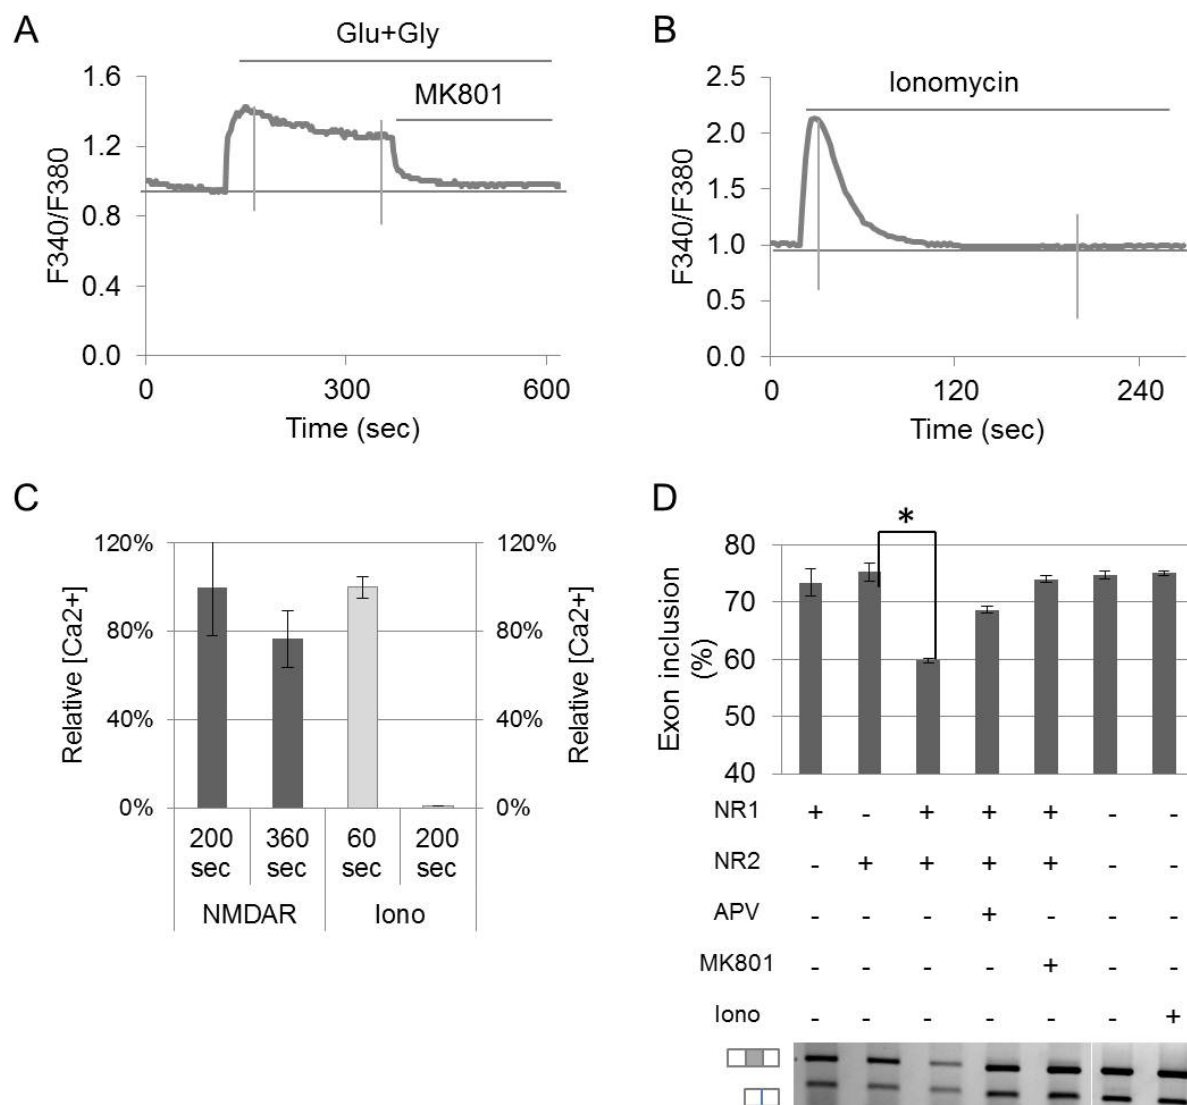 A
Glu+Gly
MK801
1.6
1.2
0.8
0.4
0.0
F340/F380
0 300 600
Time (sec)
B
Ionomycin
2.5
2.0
1.5
1.0
0.5
0.0
F340/F380
0 120 240
Time (sec)
C
120% 120%
80% 80%
40% 40%
0% 0%
Relative [Ca2+]
Relative [Ca2+]
200 sec 360 sec 60 sec 200 sec
NMDAR Iono
D
*
80
70
60
50
40
Exon inclusion (%)
NR1 + - + + + - -
NR2 - + + + + - -
APV - - - + - - -
MK801 - - - - + - -
Iono - - - - - - +